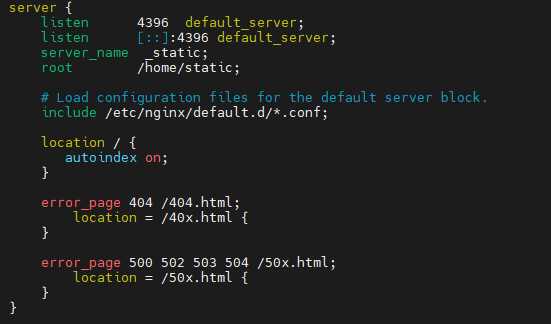 server {
    listen      4396  default_server;
    listen      [::]:4396 default_server;
    server_name  _static;
    root        /home/static;
    # Load configuration files for the default server block.
    include /etc/nginx/default.d/*.conf;
    location / {
       autoindex on;
    }
    error_page 404 /404.html;
        location = /40x.html {
    }
    error_page 500 502 503 504 /50x.html;
        location = /50x.html {
    }
}